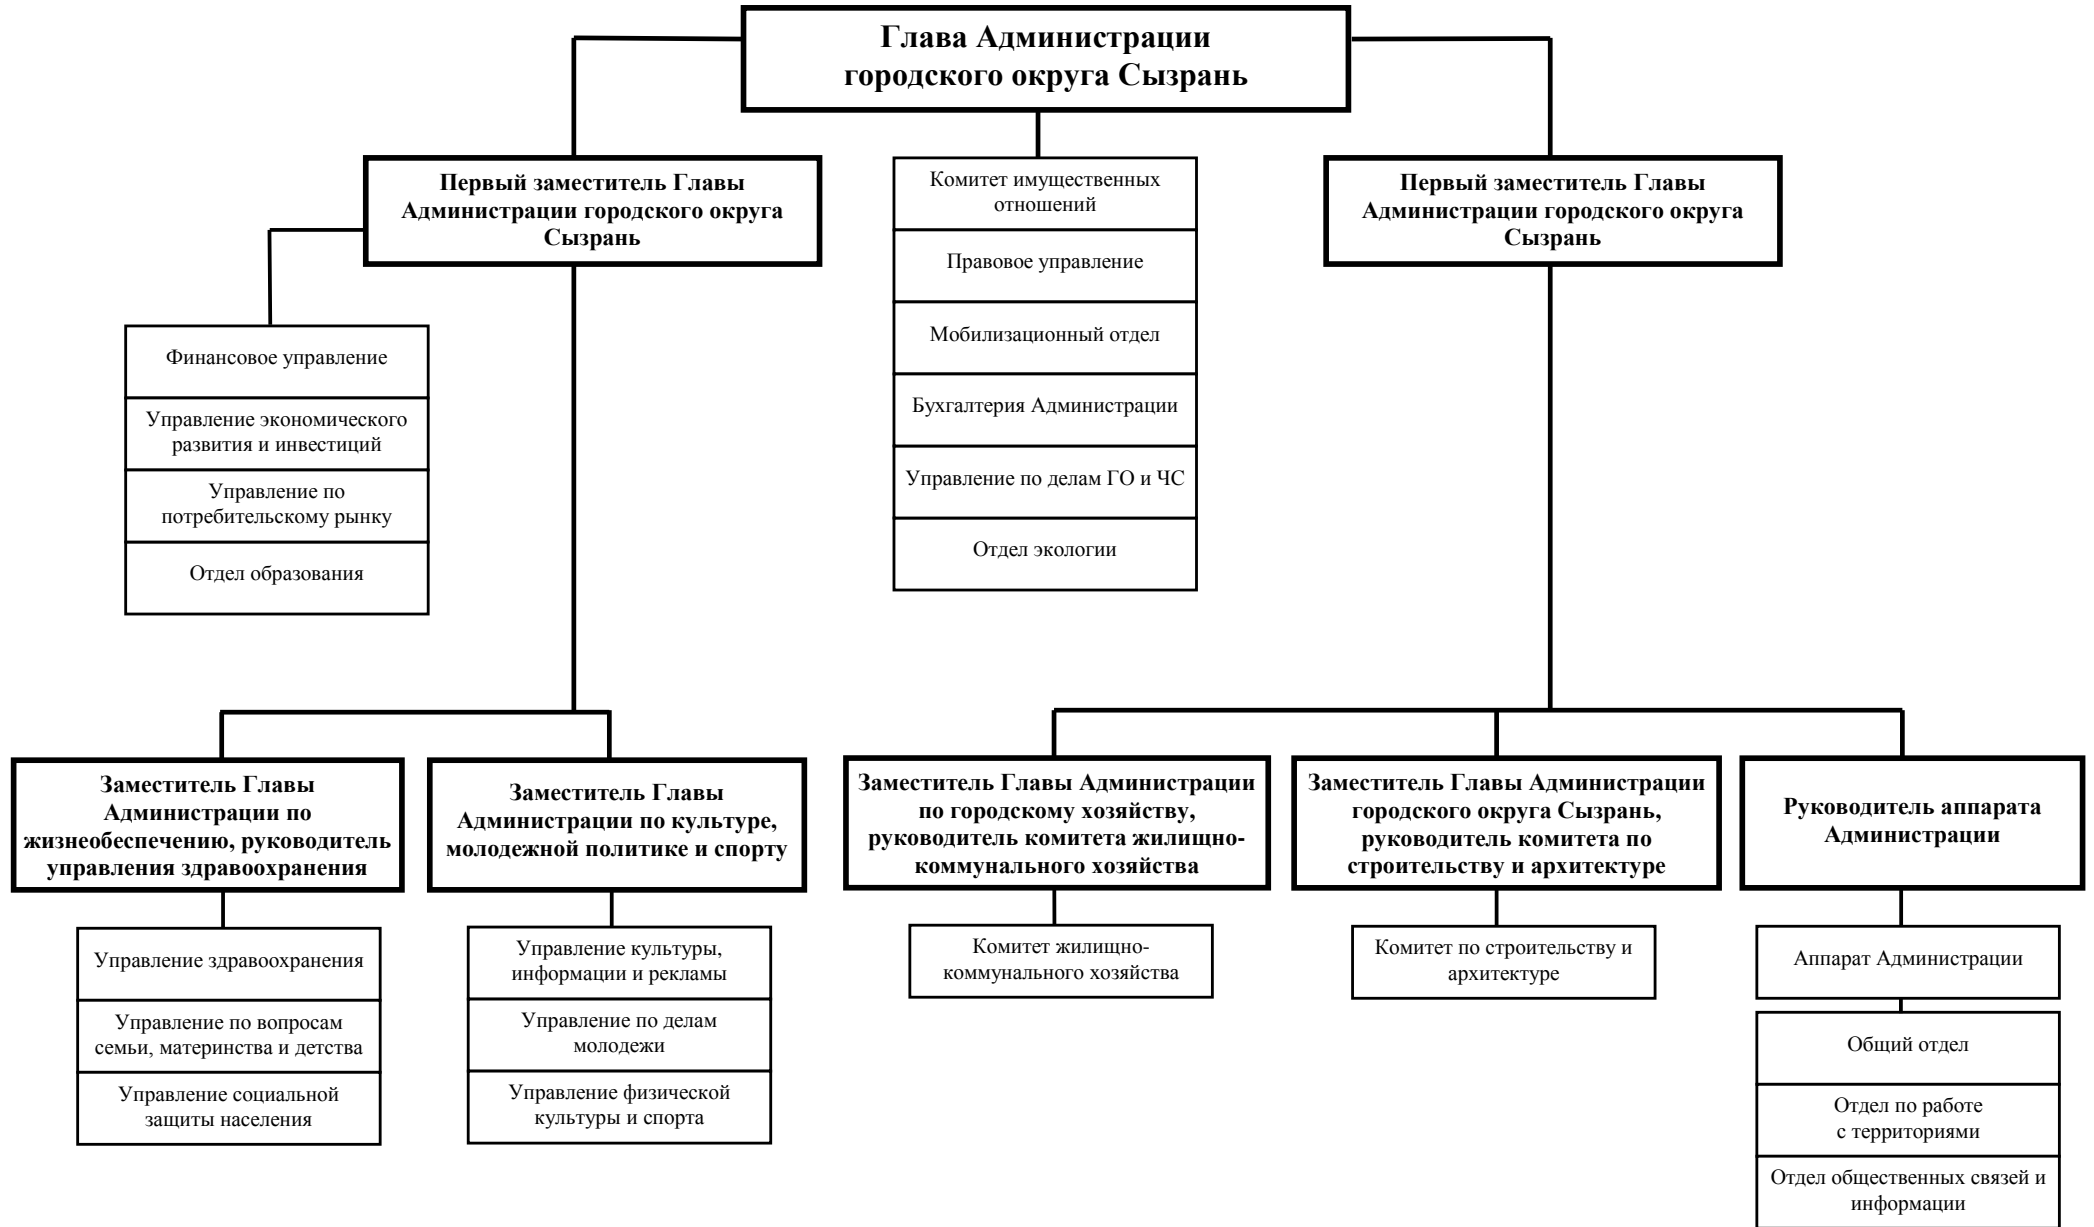 Глава Администрации
городского округа Сызрань
Первый заместитель Главы
Администрации городского округа
Сызрань
Комитет имущественных
отношений
Правовое управление
Мобилизационный отдел
Бухгалтерия Администрации
Управление по делам ГО и ЧС
Отдел экологии
Первый заместитель Главы
Администрации городского округа
Сызрань
Финансовое управление
Управление экономического
развития и инвестиций
Управление по
потребительскому рынку
Отдел образования
Заместитель Главы
Администрации по
жизнеобеспечению, руководитель
управления здравоохранения
Управление здравоохранения
Управление по вопросам
семьи, материнства и детства
Управление социальной
защиты населения
Заместитель Главы
Администрации по культуре,
молодежной политике и спорту
Управление культуры,
информации и рекламы
Управление по делам
молодежи
Управление физической
культуры и спорта
Заместитель Главы Администрации
по городскому хозяйству,
руководитель комитета жилищно-
коммунального хозяйства
Комитет жилищно-
коммунального хозяйства
Заместитель Главы Администрации
городского округа Сызрань,
руководитель комитета по
строительству и архитектуре
Комитет по строительству и
архитектуре
Руководитель аппарата
Администрации
Аппарат Администрации
Общий отдел
Отдел по работе
с территориями
Отдел общественных связей и
информации